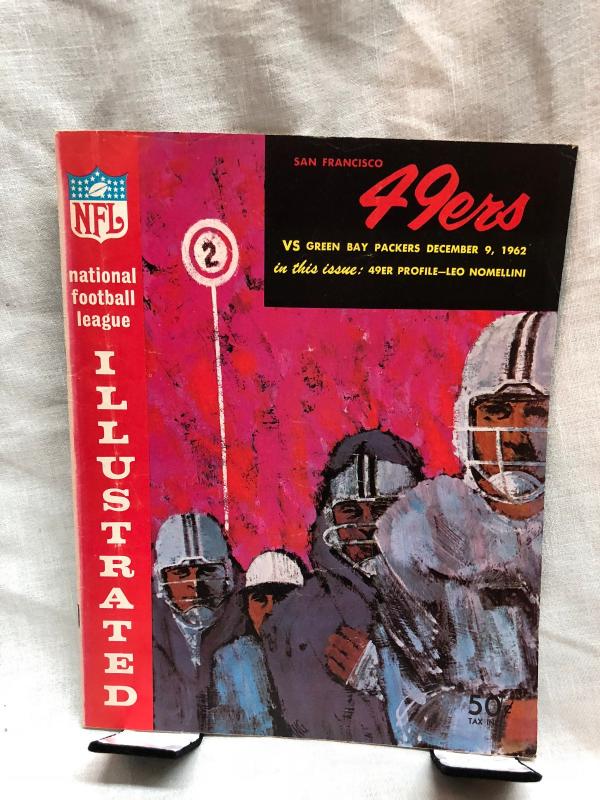 NFL
national
football
league
ILLUSTRATED
SAN FRANCISCO
49ers
VS GREEN BAY PACKERS DECEMBER 9, 1962
in this issue: 49ER PROFILE—LEO NOMELLINI
2
50¢
TAX